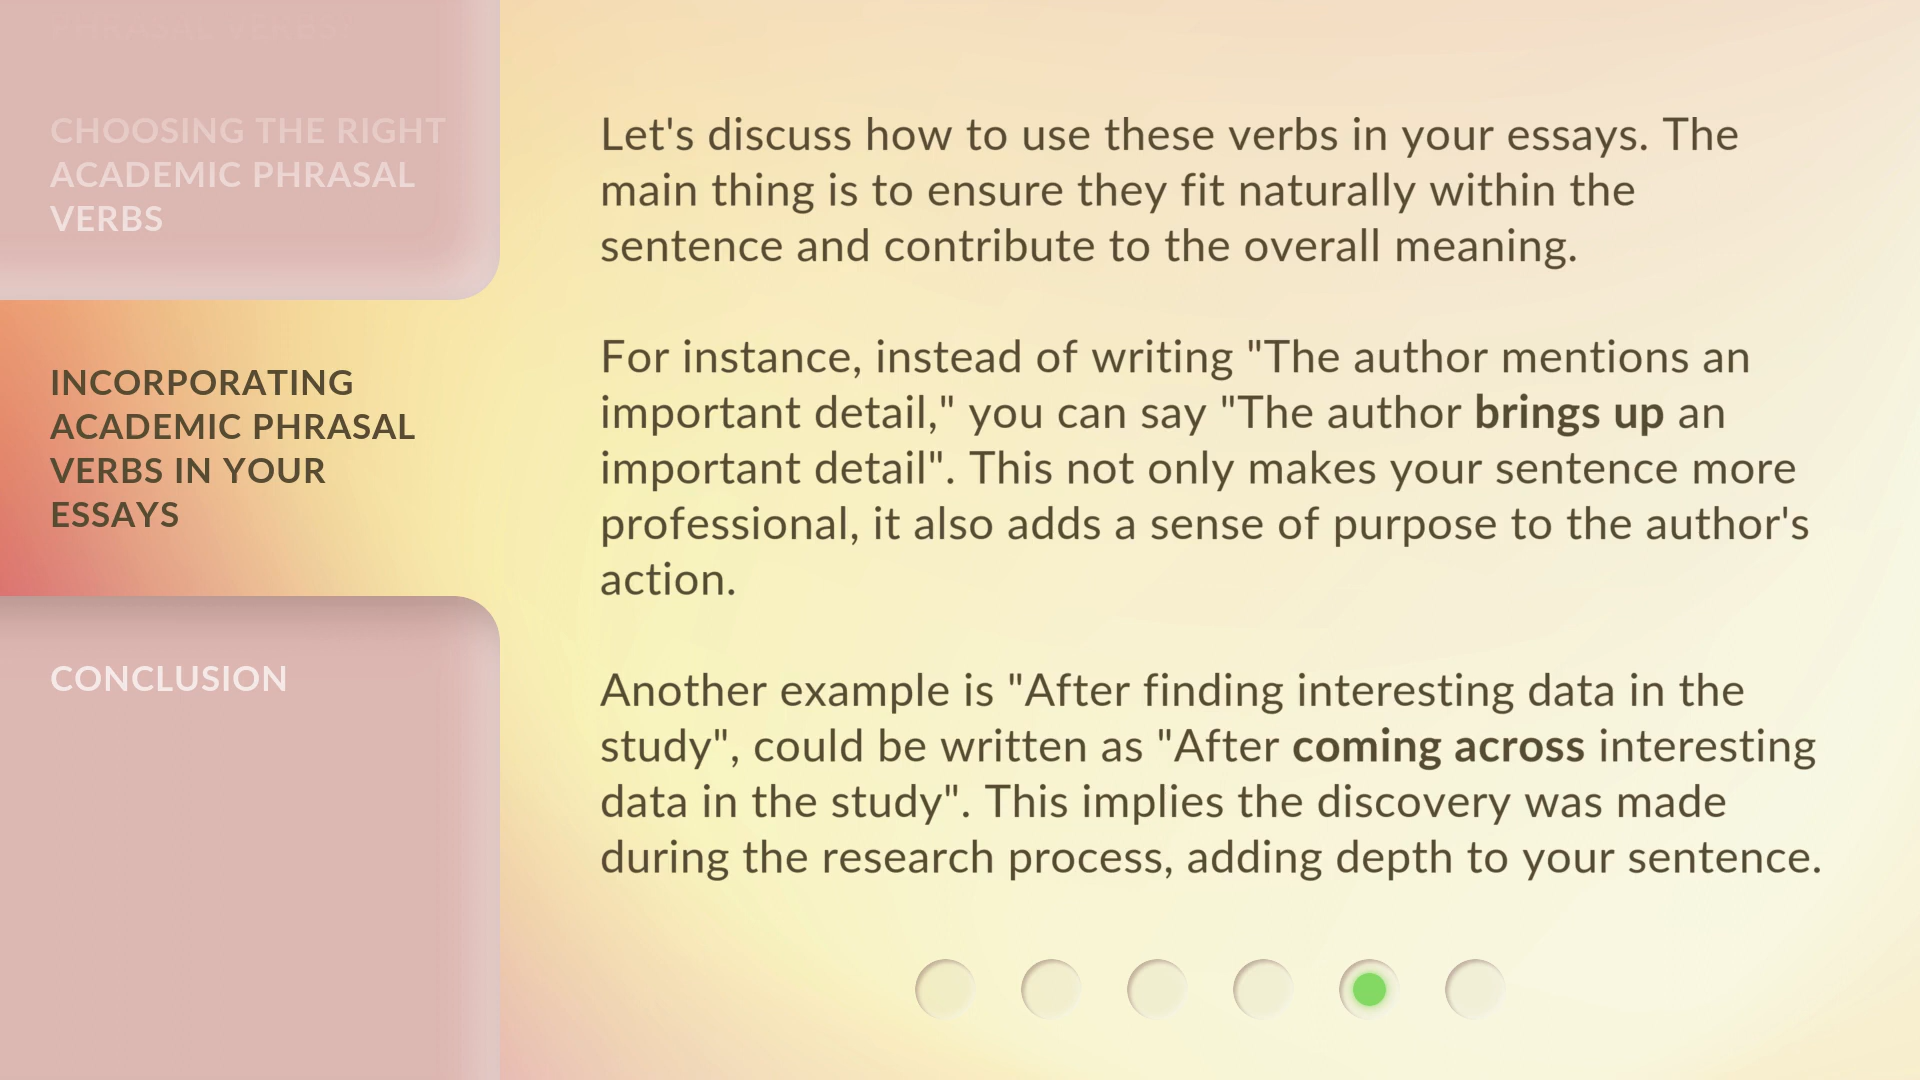 PHRASAL VERBS?
CHOOSING THE RIGHT
ACADEMIC PHRASAL
VERBS
INCORPORATING
ACADEMIC PHRASAL
VERBS IN YOUR
ESSAYS
CONCLUSION
Let's discuss how to use these verbs in your essays. The
main thing is to ensure they fit naturally within the
sentence and contribute to the overall meaning.
For instance, instead of writing "The author mentions an
important detail," you can say "The author brings up an
important detail". This not only makes your sentence more
professional, it also adds a sense of purpose to the author's
action.
Another example is "After finding interesting data in the
study", could be written as "After coming across interesting
data in the study". This implies the discovery was made
during the research process, adding depth to your sentence.